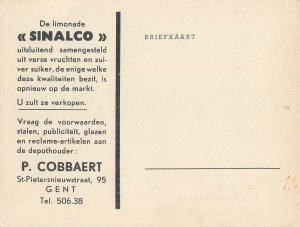 De limonade
« SINALCO »
uitsluitend samengesteld
uit verse vruchten en zui-
ver suiker, de enige welke
deze kwaliteiten bezit, is
opnieuw op de markt.
U zult ze verkopen.
Vraag de voorwaarden,
stalen, publiciteit, glazen
en reclame-artikelen aan
de depothouder :
P. COBBAERT
St-Pietersnieuwstraat, 95
GENT
Tel. 506.38
BRIEFKAART